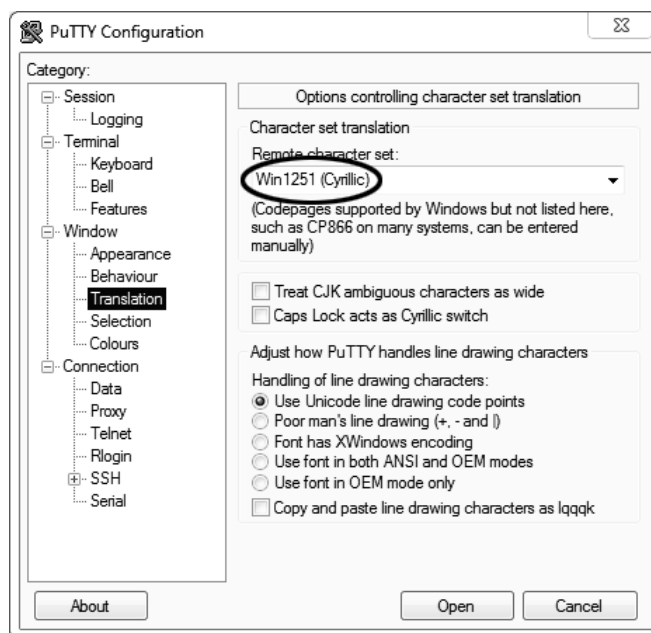 PuTTY Configuration
Category:
Session
Logging
Terminal
Keyboard
Bell
Features
Window
Appearance
Behaviour
Translation
Selection
Colours
Connection
Data
Proxy
Telnet
Rlogin
SSH
Serial
Options controlling character set translation
Character set translation
Remote character set:
Win1251 (Cyrillic)
(Codepages supported by Windows but not listed here,
such as CP866 on many systems, can be entered
manually)
Treat CJK ambiguous characters as wide
Caps Lock acts as Cyrillic switch
Adjust how PuTTY handles line drawing characters
Handling of line drawing characters:
Use Unicode line drawing code points
Poor man's line drawing (+, - and |)
Font has XWindows encoding
Use font in both ANSI and OEM modes
Use font in OEM mode only
Copy and paste line drawing characters as lqqqk
About
Open
Cancel